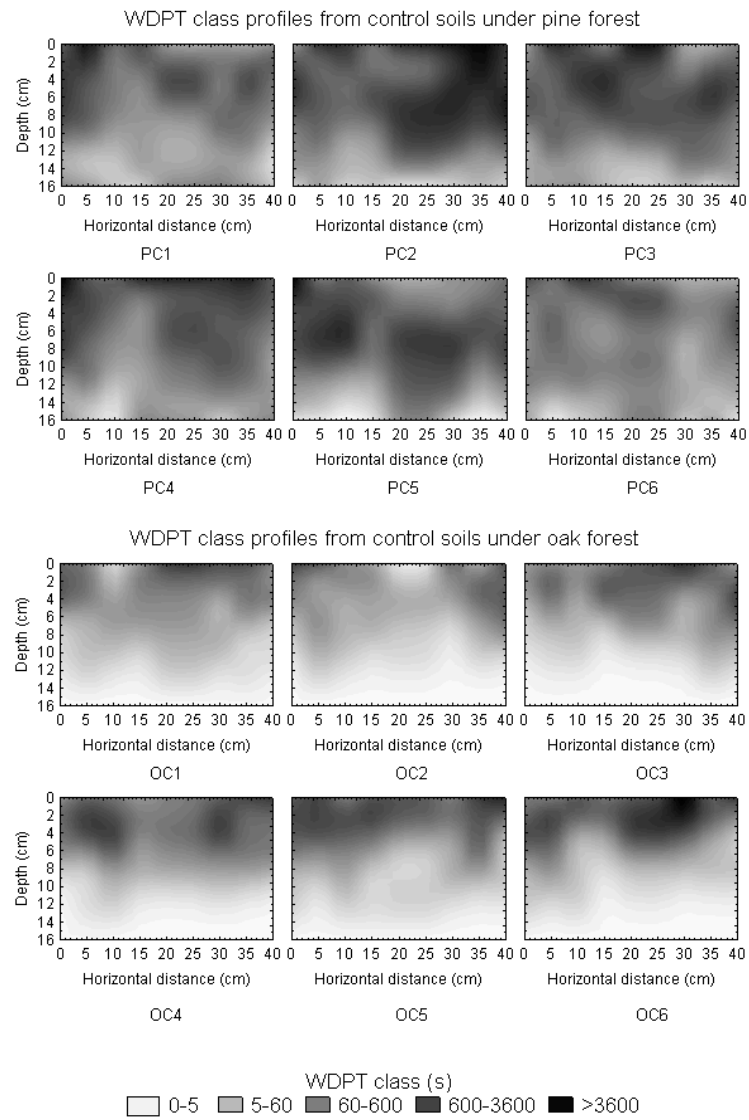 WDPT class profiles from control soils under pine forest
0
2
4
6
8
10
12
14
16
Depth (cm)
0 5 10 15 20 25 30 35 40 0 5 10 15 20 25 30 35 40 0 5 10 15 20 25 30 35 40
Horizontal distance (cm) Horizontal distance (cm) Horizontal distance (cm)
PC1 PC2 PC3
0
2
4
6
8
10
12
14
16
Depth (cm)
0 5 10 15 20 25 30 35 40 0 5 10 15 20 25 30 35 40 0 5 10 15 20 25 30 35 40
Horizontal distance (cm) Horizontal distance (cm) Horizontal distance (cm)
PC4 PC5 PC6
WDPT class profiles from control soils under oak forest
0
2
4
6
8
10
12
14
16
Depth (cm)
0 5 10 15 20 25 30 35 40 0 5 10 15 20 25 30 35 40 0 5 10 15 20 25 30 35 40
Horizontal distance (cm) Horizontal distance (cm) Horizontal distance (cm)
OC1 OC2 OC3
0
2
4
6
8
10
12
14
16
Depth (cm)
0 5 10 15 20 25 30 35 40 0 5 10 15 20 25 30 35 40 0 5 10 15 20 25 30 35 40
Horizontal distance (cm) Horizontal distance (cm) Horizontal distance (cm)
OC4 OC5 OC6
WDPT class (s)
0-5 5-60 60-600 600-3600 >3600